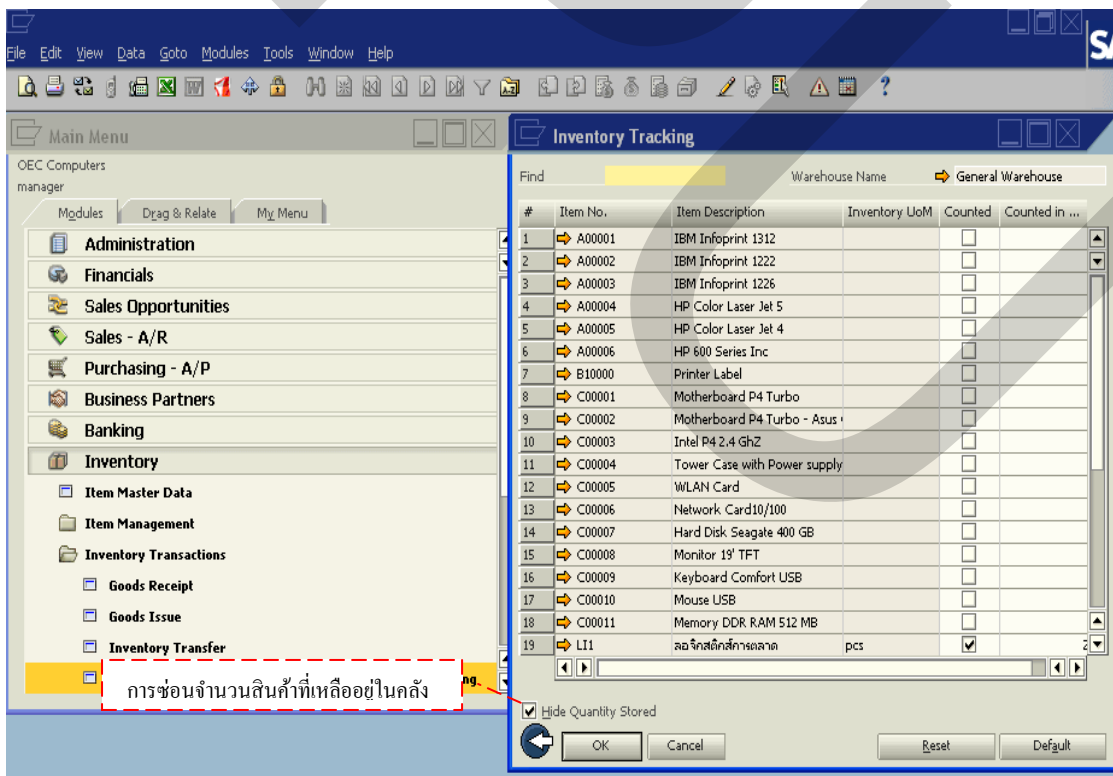 SA
File Edit View Data Goto Modules Tools Window Help
Main Menu
OEC Computers
manager
Modules Drag & Relate My Menu
Administration
Financials
Sales Opportunities
Sales - A/R
Purchasing - A/P
Business Partners
Banking
Inventory
Item Master Data
Item Management
Inventory Transactions
Goods Receipt
Goods Issue
Inventory Transfer
ng
การซ่อนจำนวนสินค้าที่เหลืออยู่ในคลัง
Inventory Tracking
Find Warehouse Name General Warehouse
# Item No. Item Description Inventory UoM Counted Counted in ...
1 A00001 IBM Infoprint 1312
2 A00002 IBM Infoprint 1222
3 A00003 IBM Infoprint 1226
4 A00004 HP Color Laser Jet 5
5 A00005 HP Color Laser Jet 4
6 A00006 HP 600 Series Inc
7 B10000 Printer Label
8 C00001 Motherboard P4 Turbo
9 C00002 Motherboard P4 Turbo - Asus
10 C00003 Intel P4 2.4 GhZ
11 C00004 Tower Case with Power supply
12 C00005 WLAN Card
13 C00006 Network Card10/100
14 C00007 Hard Disk Seagate 400 GB
15 C00008 Monitor 19' TFT
16 C00009 Keyboard Comfort USB
17 C00010 Mouse USB
18 C00011 Memory DDR RAM 512 MB
19 LI1 ลอจิกสติกส์การตลาด pcs
Hide Quantity Stored
OK Cancel Reset Default